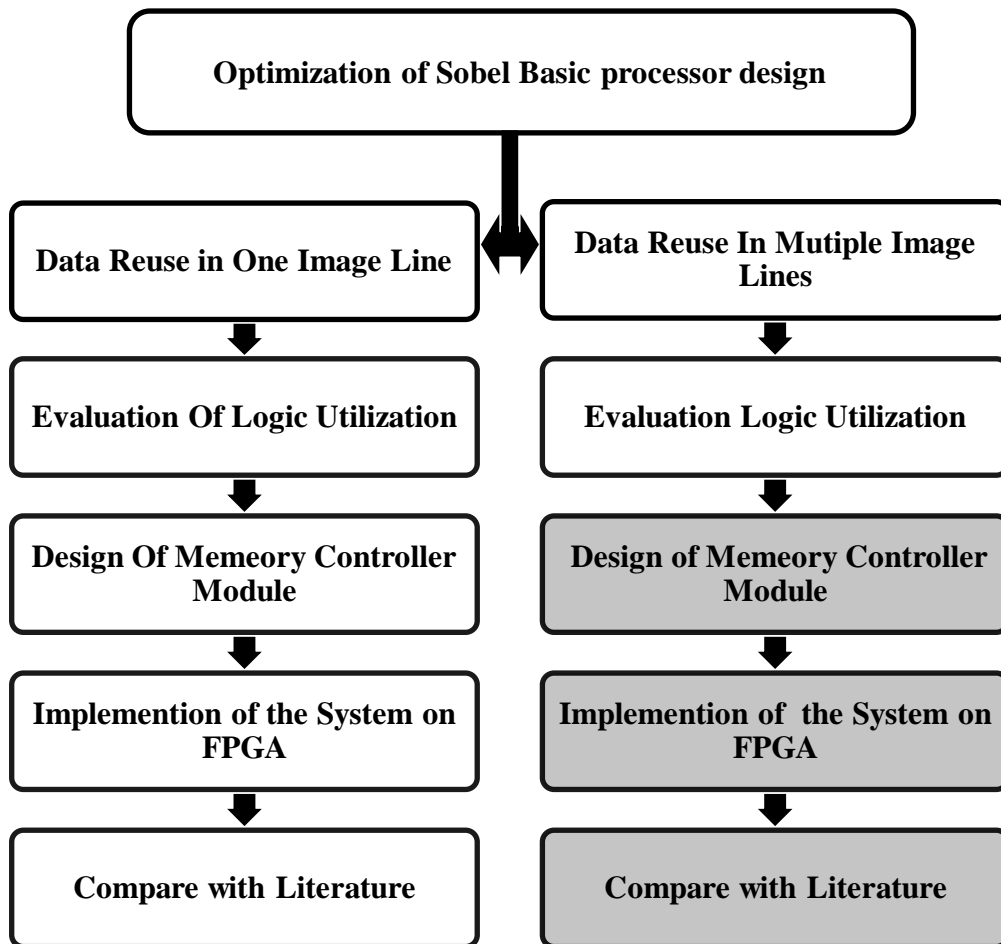 Optimization of Sobel Basic processor design
Data Reuse in One Image Line
Data Reuse In Mutiple Image
Lines
Evaluation Of Logic Utilization
Evaluation Logic Utilization
Design Of Memeory Controller
Module
Design of Memeory Controller
Module
Implemention of the System on
FPGA
Implemention of the System on
FPGA
Compare with Literature
Compare with Literature